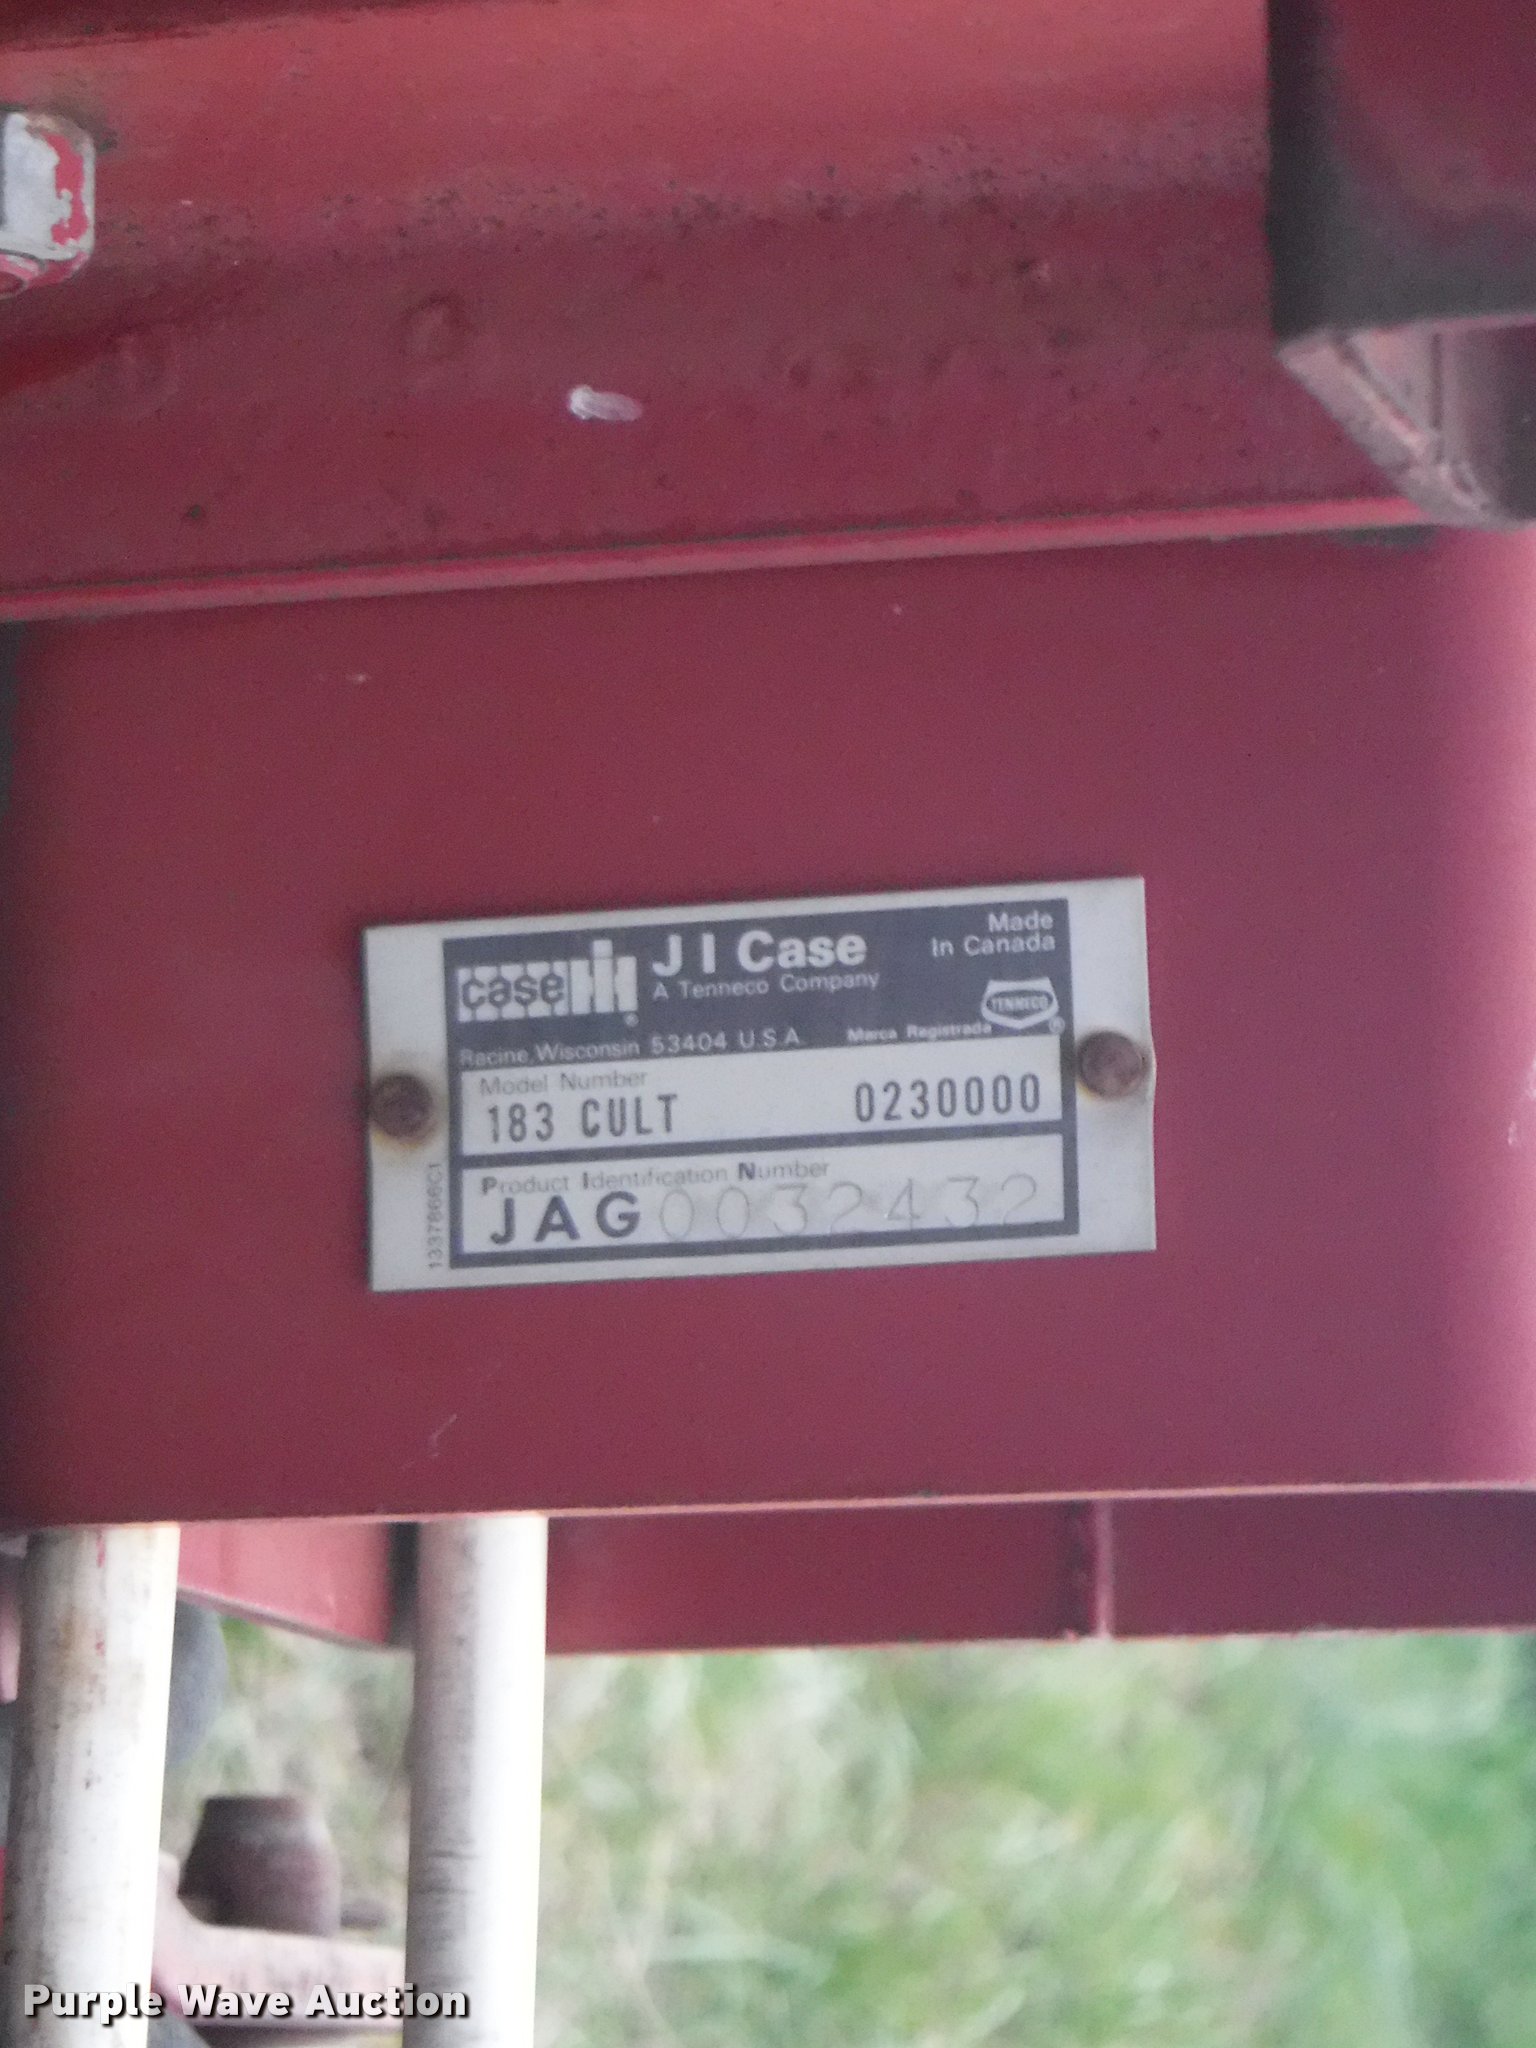 case IH ®
J I Case
A Tenneco Company
Made
In Canada
TENNECO ®
Racine, Wisconsin 53404 U.S.A.
Marca Registrada
Model Number
183 CULT 0230000
Product Identification Number
JAG0032432
1337866C1
Purple Wave Auction